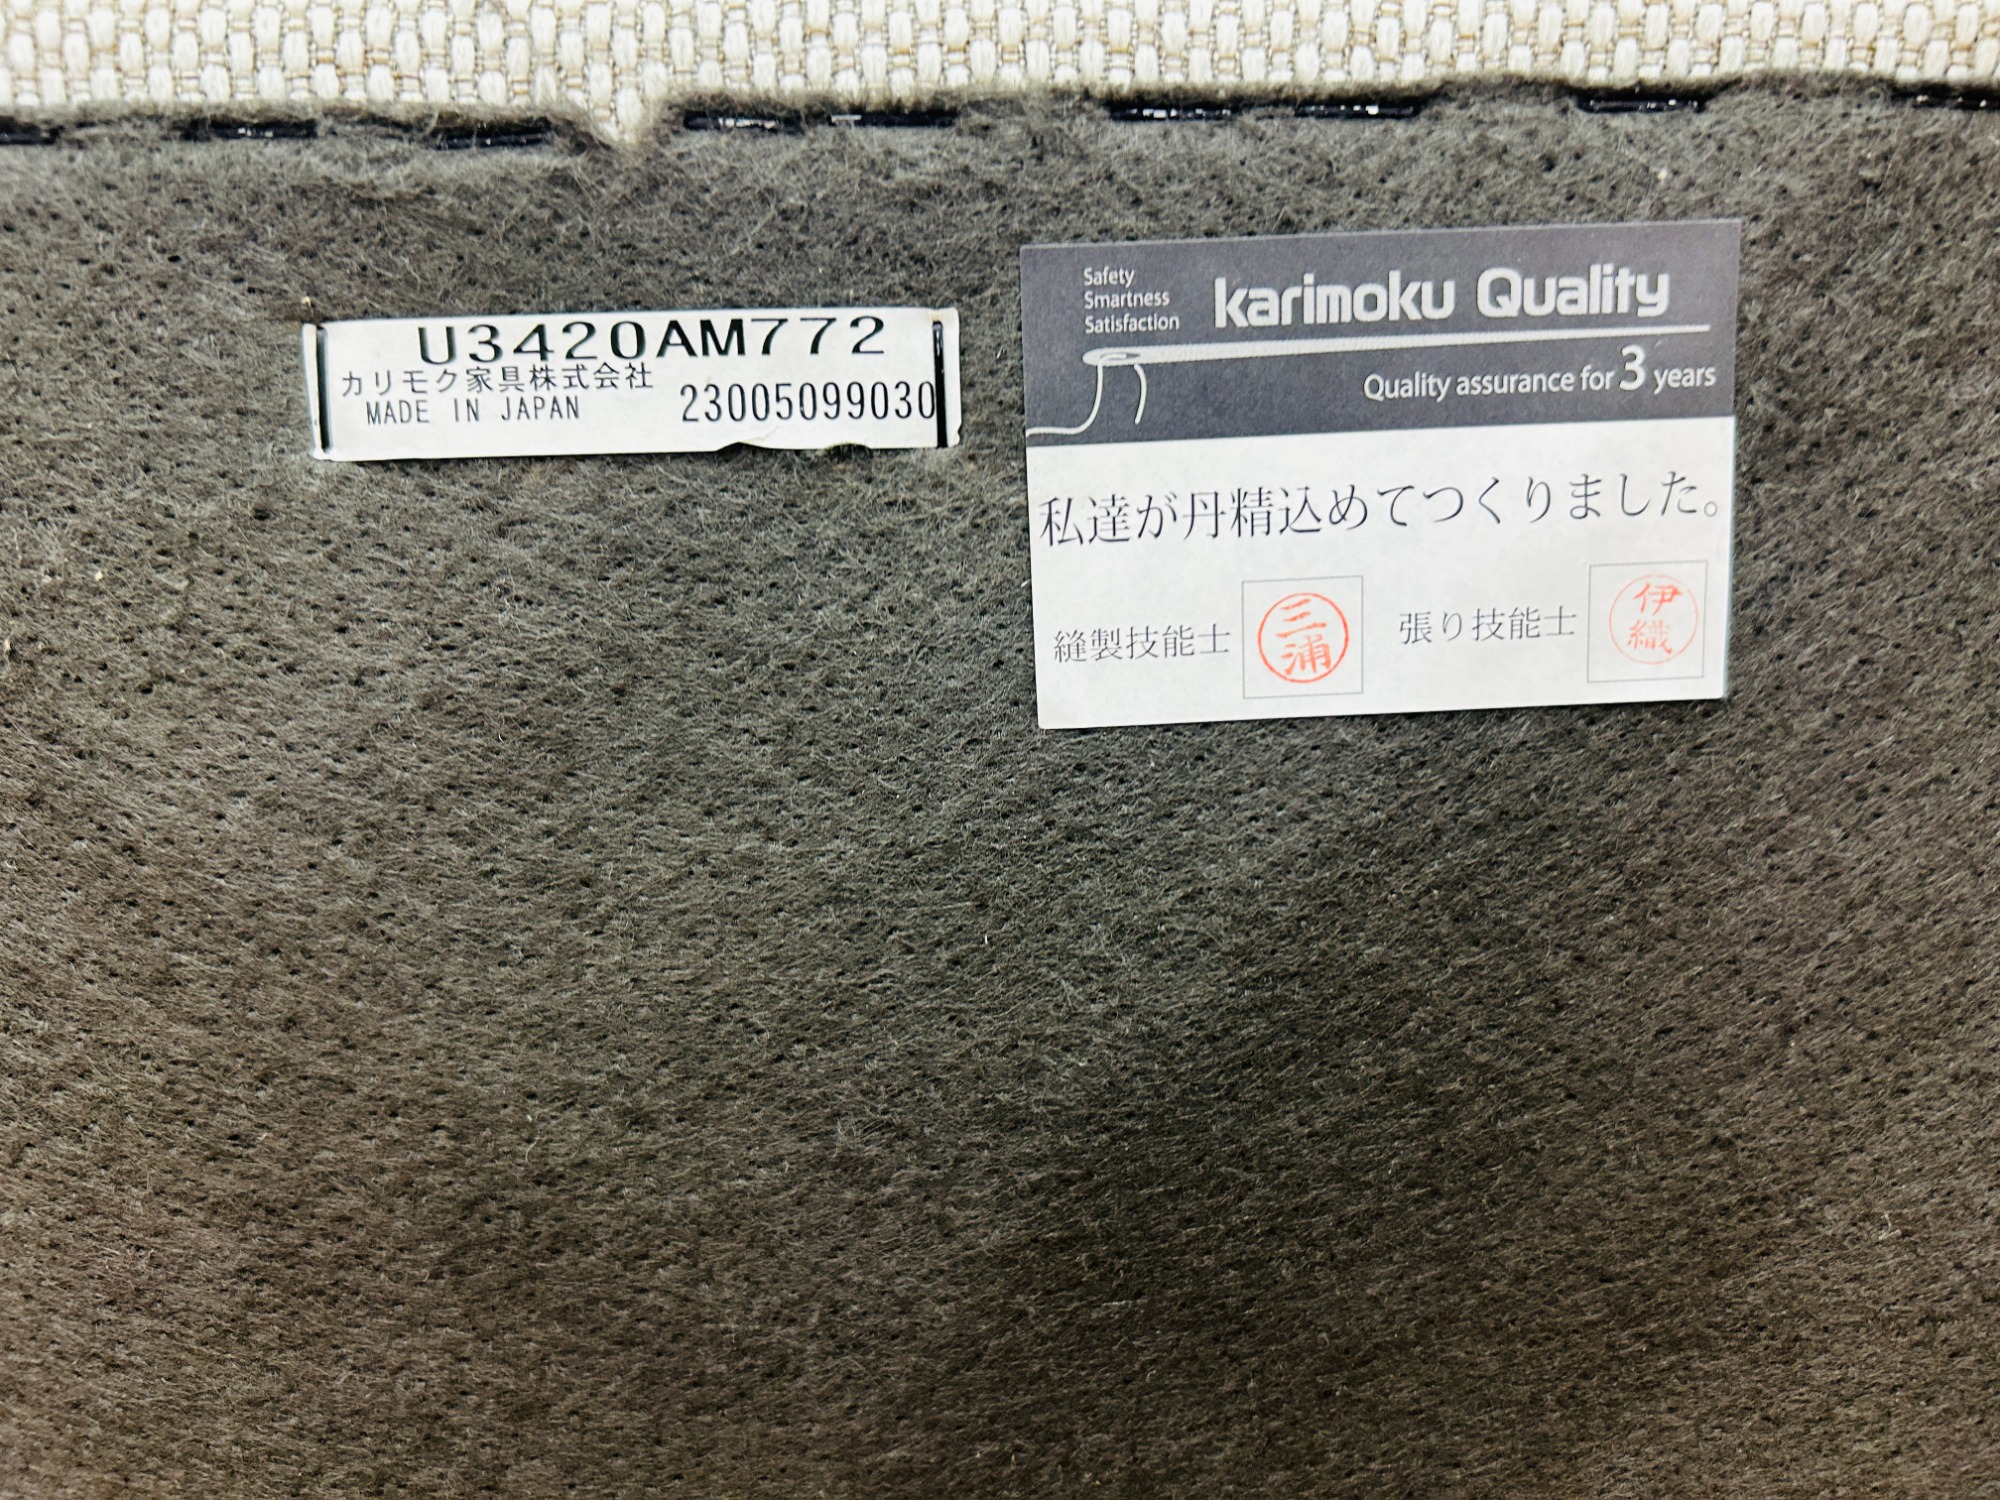 U3420AM772
カリモク家具株式会社
MADE IN JAPAN 23005099030
Safety
Smartness
Satisfaction
karimoku Quality
Quality assurance for 3 years
私達が丹精込めてつくりました。
縫製技能士 三浦 張り技能士 伊織